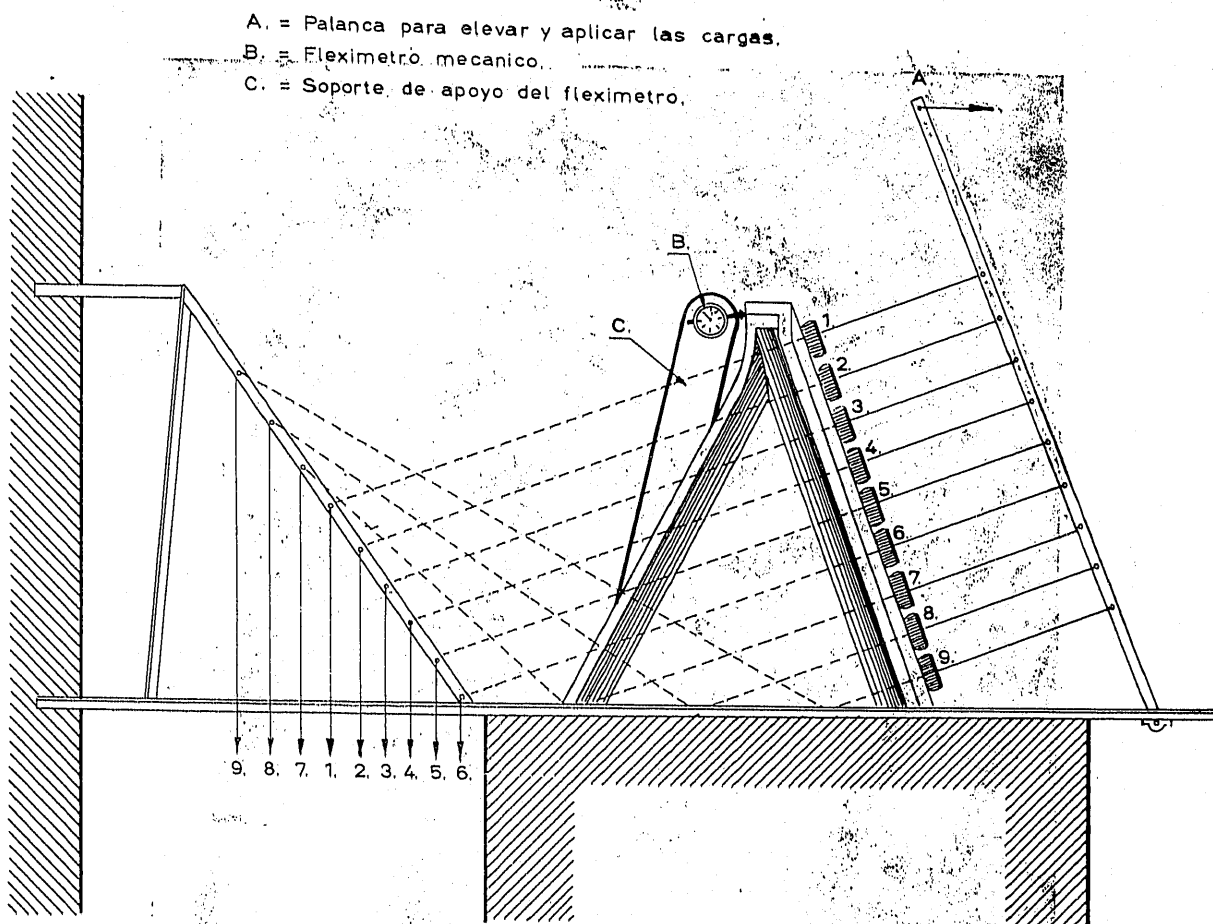 A. = Palanca para elevar y aplicar las cargas.
B. = Fleximetro mecanico.
C. = Soporte de apoyo del fleximetro.
A
B.
C.
1.
2.
3.
4.
5.
6
7.
8.
9.
9. 8. 7. 1. 2. 3. 4. 5. 6.